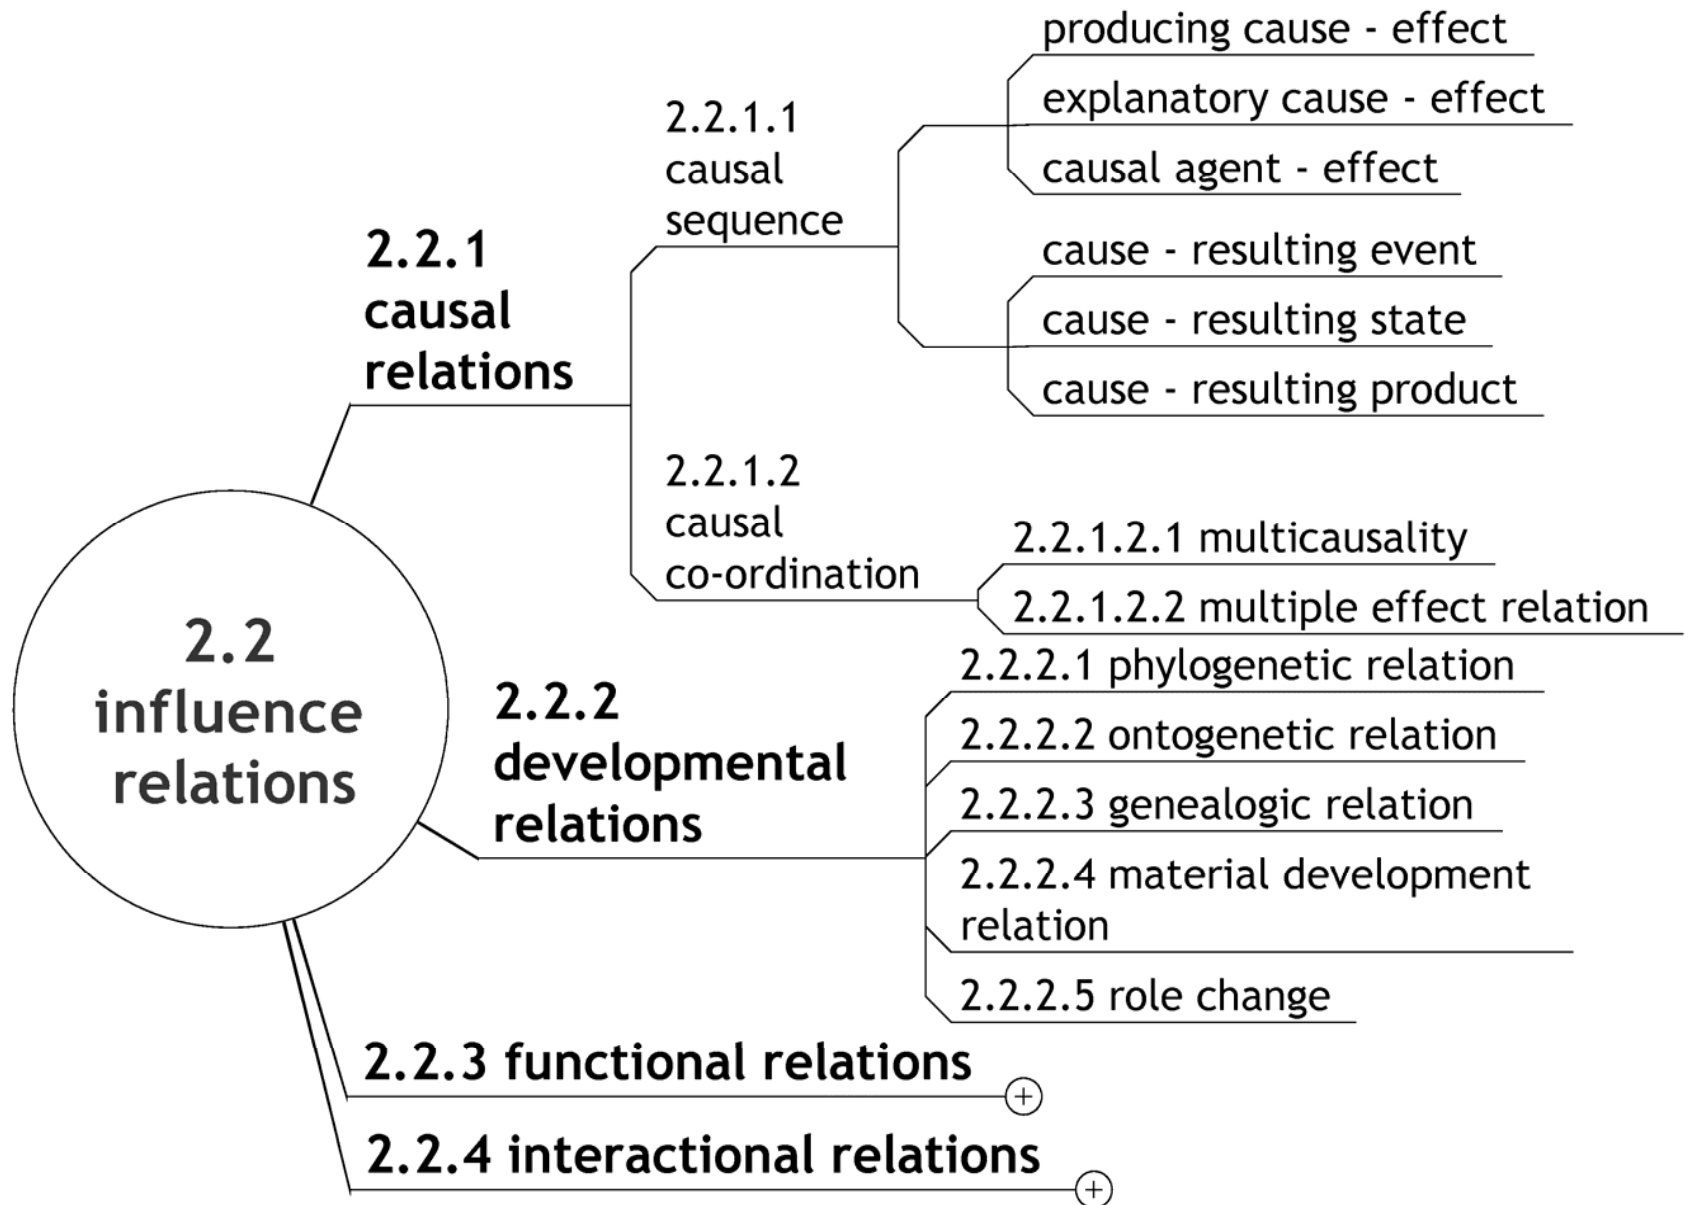 2.2
influence
relations
2.2.1
causal
relations
2.2.1.1
causal
sequence
producing cause - effect
explanatory cause - effect
causal agent - effect
cause - resulting event
cause - resulting state
cause - resulting product
2.2.1.2
causal
co-ordination
2.2.1.2.1 multicausality
2.2.1.2.2 multiple effect relation
2.2.2
developmental
relations
2.2.2.1 phylogenetic relation
2.2.2.2 ontogenetic relation
2.2.2.3 genealogic relation
2.2.2.4 material development
relation
2.2.2.5 role change
2.2.3 functional relations
+
2.2.4 interactional relations
+